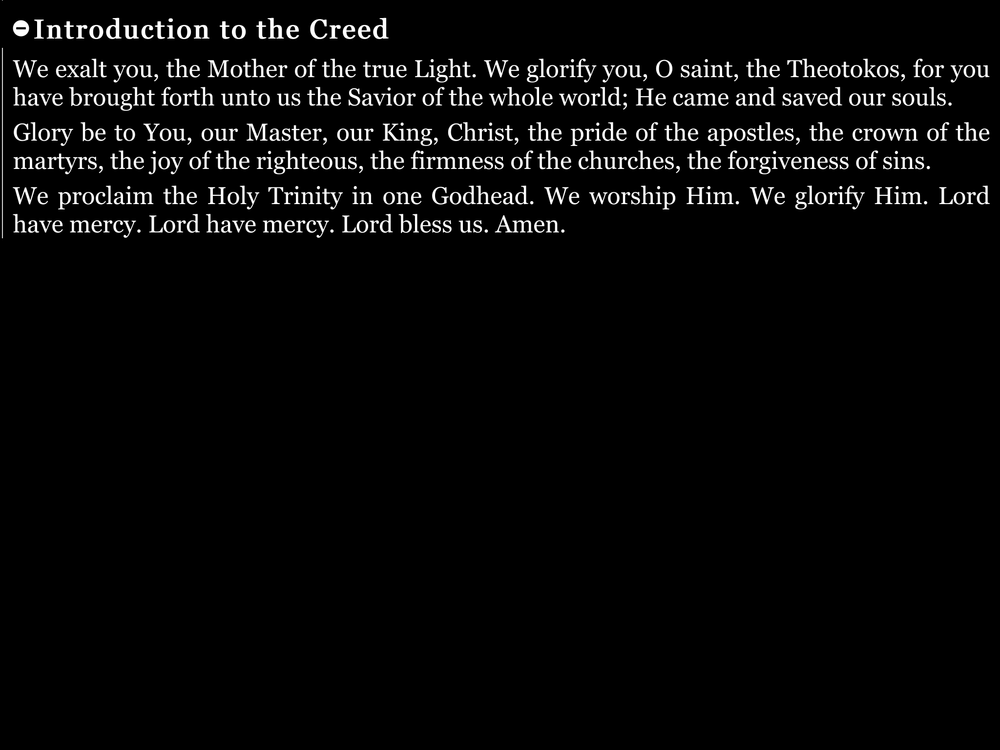 Introduction to the Creed
We exalt you, the Mother of the true Light. We glorify you, O saint, the Theotokos, for you
have brought forth unto us the Savior of the whole world; He came and saved our souls.
Glory be to You, our Master, our King, Christ, the pride of the apostles, the crown of the
martyrs, the joy of the righteous, the firmness of the churches, the forgiveness of sins.
We proclaim the Holy Trinity in one Godhead. We worship Him. We glorify Him. Lord
have mercy. Lord have mercy. Lord bless us. Amen.